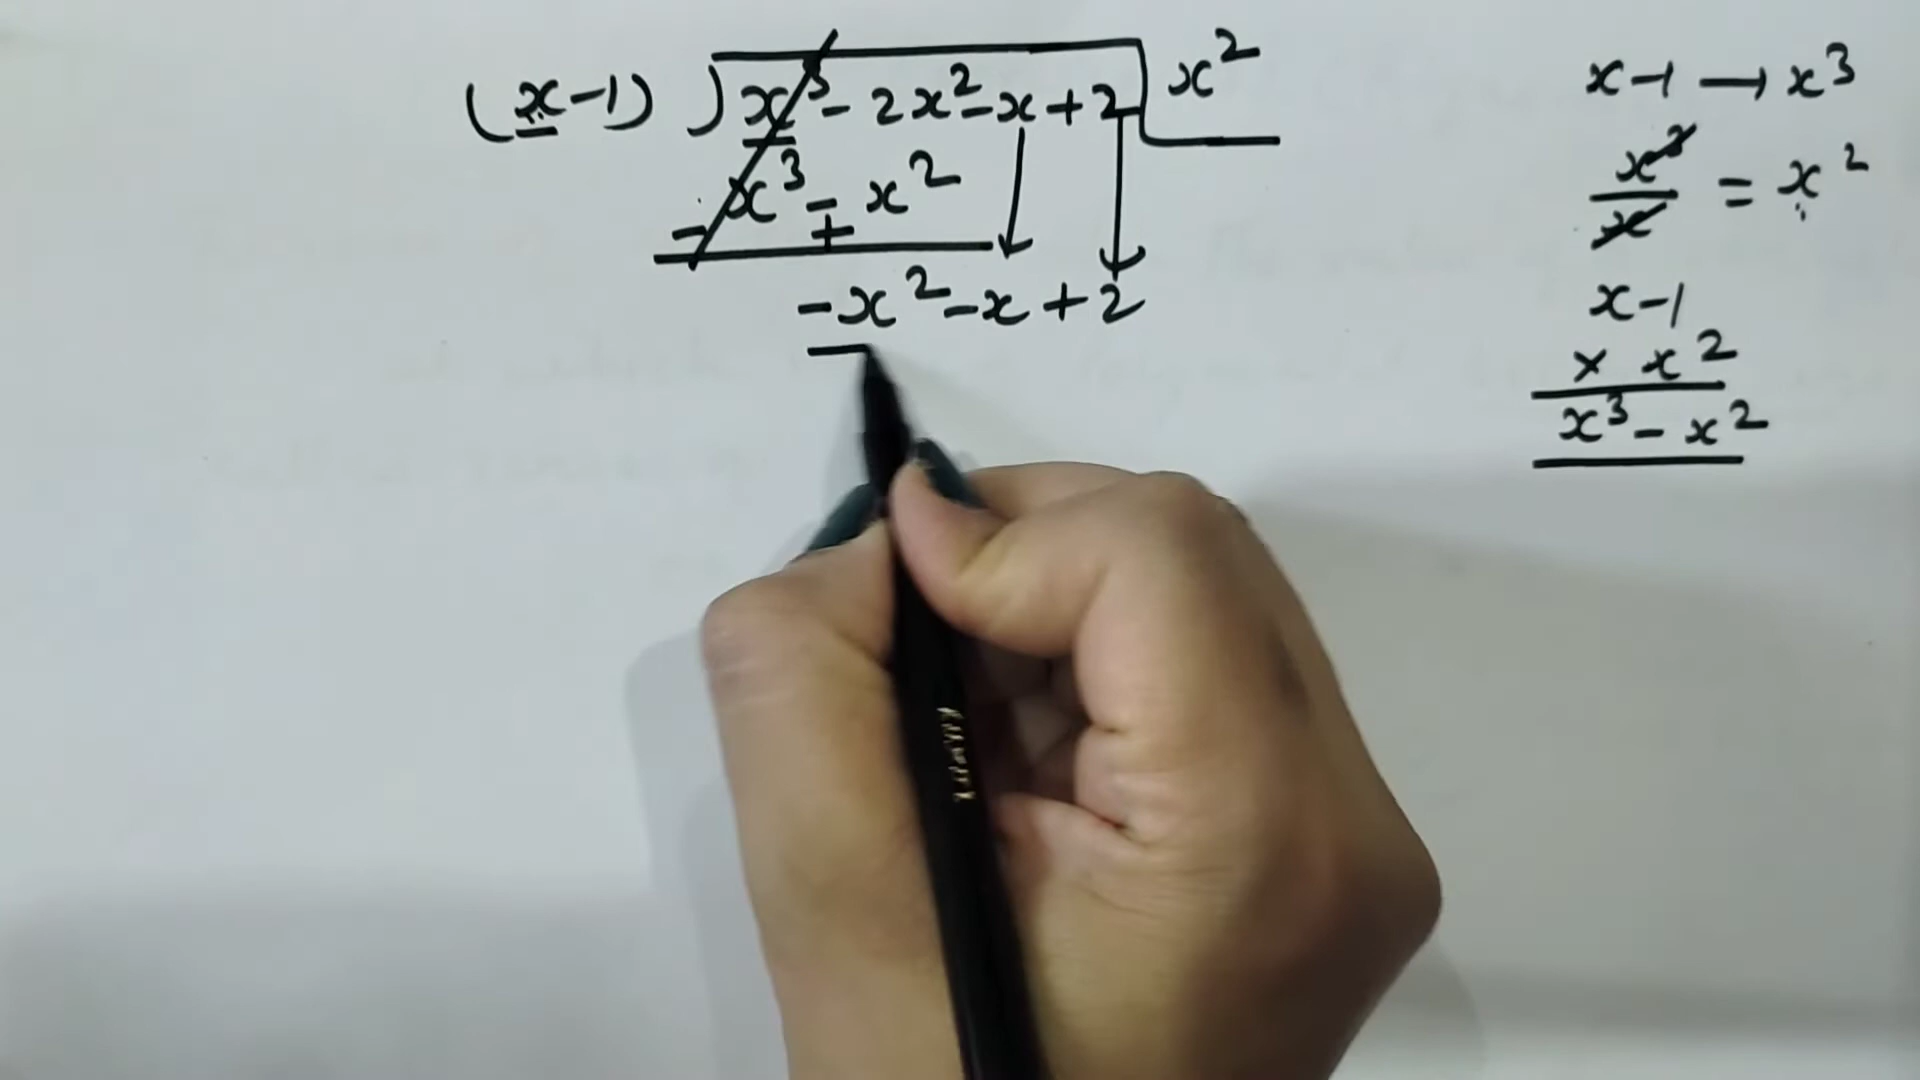 (x-1) ) x³ - 2x² - x + 2 | x²
x³ - x²
- +
-x² - x + 2
x-1 → x³
x³/x = x²
x-1
× x²
x³ - x²